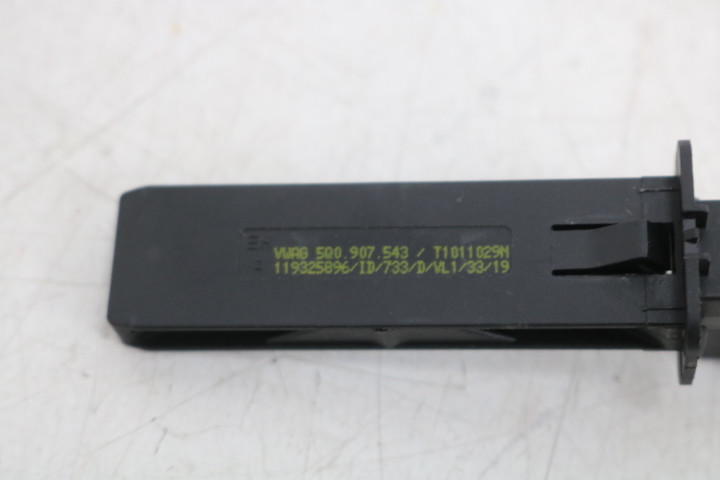 VWAG 5Q0.907.543 / T1011029M
119325896/ID/733/D/VL1/33/19